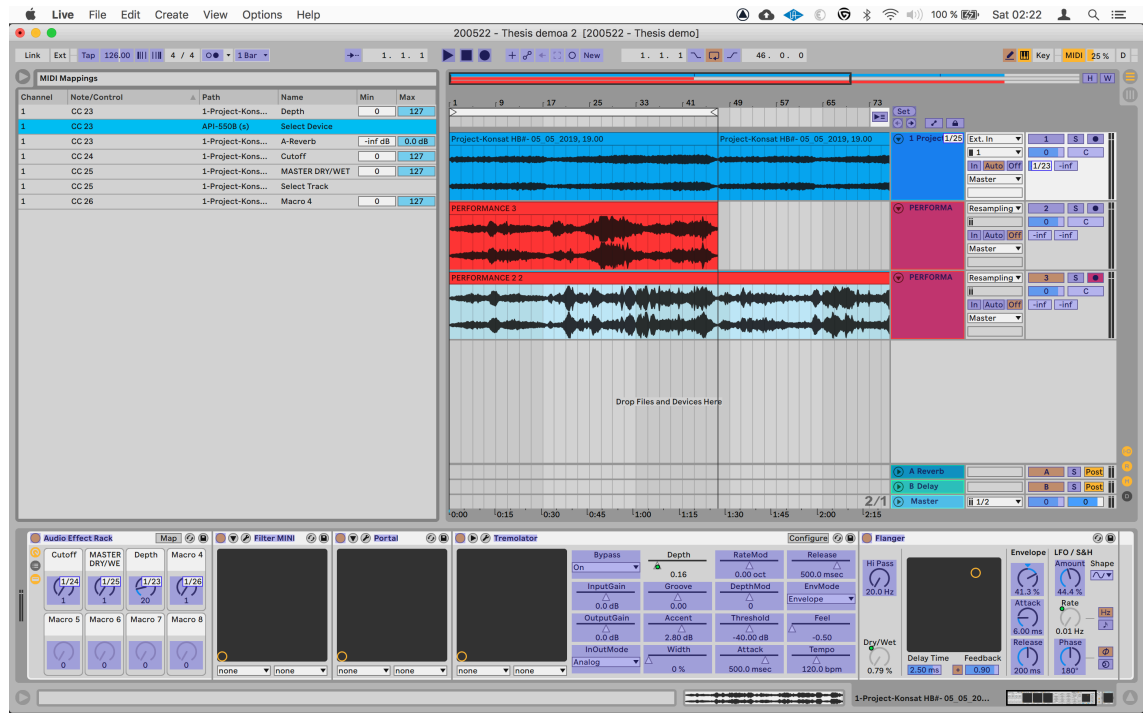 Live File Edit Create View Options Help 100 % Sat 02:22
200522 - Thesis demoa 2 [200522 - Thesis demo]
Link Ext Tap 126.00 4 / 4 1 Bar 1. 1. 1 New 1. 1. 1 46. 0. 0 Key MIDI 25 % D
MIDI Mappings H W
Channel Note/Control Path Name Min Max
1 CC 23 1-Project-Kons... Depth 0 127
1 CC 23 API-550B (s) Select Device
1 CC 23 1-Project-Kons... A-Reverb -inf dB 0.0 dB
1 CC 24 1-Project-Kons... Cutoff 0 127
1 CC 25 1-Project-Kons... MASTER DRY/WET 0 127
1 CC 25 1-Project-Kons... Select Track
1 CC 26 1-Project-Kons... Macro 4 0 127
1 9 17 25 33 41 49 57 65 73
Set
Project-Konsat HB#- 05_05_2019, 19.00 Project-Konsat HB#- 05_05_2019, 19.00
1 Project 1/25 Ext. In 1 S
1 0 C
In Auto Off 1/23 -inf
Master
PERFORMANCE 3 PERFORMA Resampling 2 S
0 C
In Auto Off -inf -inf
Master
PERFORMANCE 2 2 PERFORMA Resampling 3 S
0 C
In Auto Off -inf -inf
Master
Drop Files and Devices Here
A Reverb A S Post
B Delay B S Post
2/1 Master 1/2 0 0
0:00 0:15 0:30 0:45 1:00 1:15 1:30 1:45 2:00 2:15
Audio Effect Rack Map
Cutoff MASTER DRY/WE Depth Macro 4
1/24 1/25 1/23 1/26
1 1 20 1
Macro 5 Macro 6 Macro 7 Macro 8
0 0 0 0
Filter MINI
none none
Portal
none none
Tremolator Configure
none none
Bypass Depth RateMod Release
On 0.16 0.00 oct 500.0 msec
InputGain Groove DepthMod EnvMode
0.0 dB 0.00 0 Envelope
OutputGain Accent Threshold Feel
0.0 dB 2.80 dB -40.00 dB -0.50
InOutMode Width Attack Tempo
Analog 0 % 500.0 msec 120.0 bpm
Flanger
Hi Pass
20.0 Hz
Dry/Wet
0.79 %
Delay Time Feedback
2.50 ms + 0.90
Envelope LFO / S&H
Amount Shape
41.3 % 44.4 %
Attack Rate
6.00 ms 0.01 Hz Hz
Release Phase
200 ms 180°
1-Project-Konsat HB#- 05_05_20...